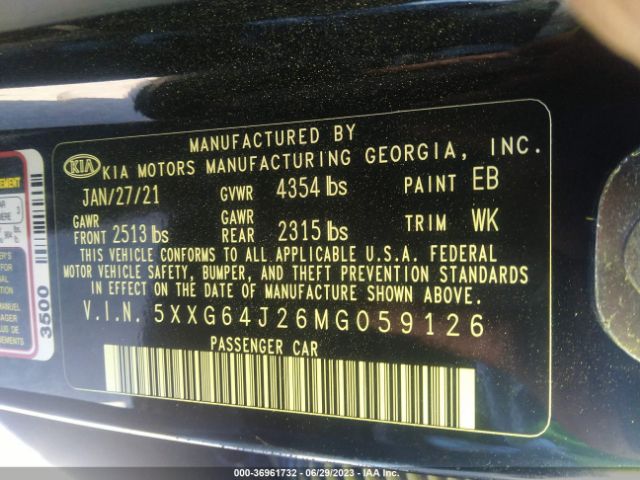 MANUFACTURED BY
KIA KIA MOTORS MANUFACTURING GEORGIA, INC.
JAN/27/21 GVWR 4354 lbs PAINT EB
GAWR FRONT 2513 lbs GAWR REAR 2315 lbs TRIM WK
THIS VEHICLE CONFORMS TO ALL APPLICABLE U.S.A. FEDERAL
MOTOR VEHICLE SAFETY, BUMPER, AND THEFT PREVENTION STANDARDS
IN EFFECT ON THE DATE OF MANUFACTURE SHOWN ABOVE.
V.I.N. 5XXG64J26MG059126
PASSENGER CAR
3500
000-36961732 - 06/29/2023 - IAA Inc.